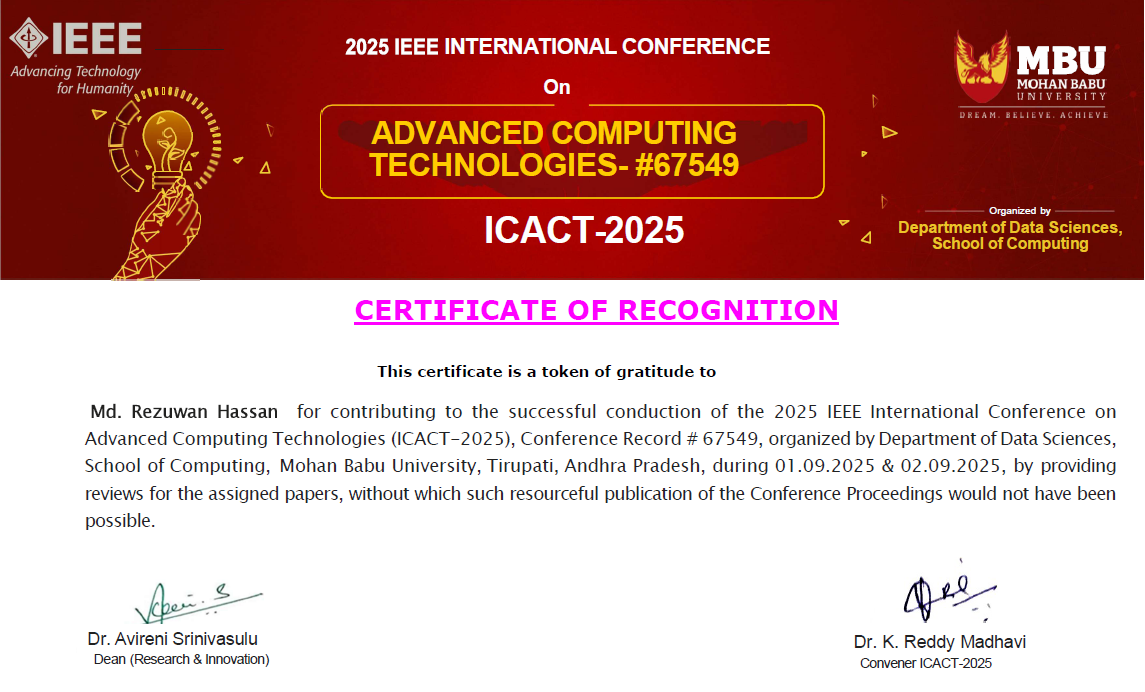 IEEE
Advancing Technology
for Humanity
2025 IEEE INTERNATIONAL CONFERENCE
On
ADVANCED COMPUTING
TECHNOLOGIES- #67549
ICACT-2025
MBU
MOHAN BABU
UNIVERSITY
DREAM. BELIEVE. ACHIEVE
Organized by
Department of Data Sciences,
School of Computing
CERTIFICATE OF RECOGNITION
This certificate is a token of gratitude to
Md. Rezuwan Hassan for contributing to the successful conduction of the 2025 IEEE International Conference on
Advanced Computing Technologies (ICACT-2025), Conference Record # 67549, organized by Department of Data Sciences,
School of Computing, Mohan Babu University, Tirupati, Andhra Pradesh, during 01.09.2025 & 02.09.2025, by providing
reviews for the assigned papers, without which such resourceful publication of the Conference Proceedings would not have been
possible.
Dr. Avireni Srinivasulu
Dean (Research & Innovation)
Dr. K. Reddy Madhavi
Convener ICACT-2025